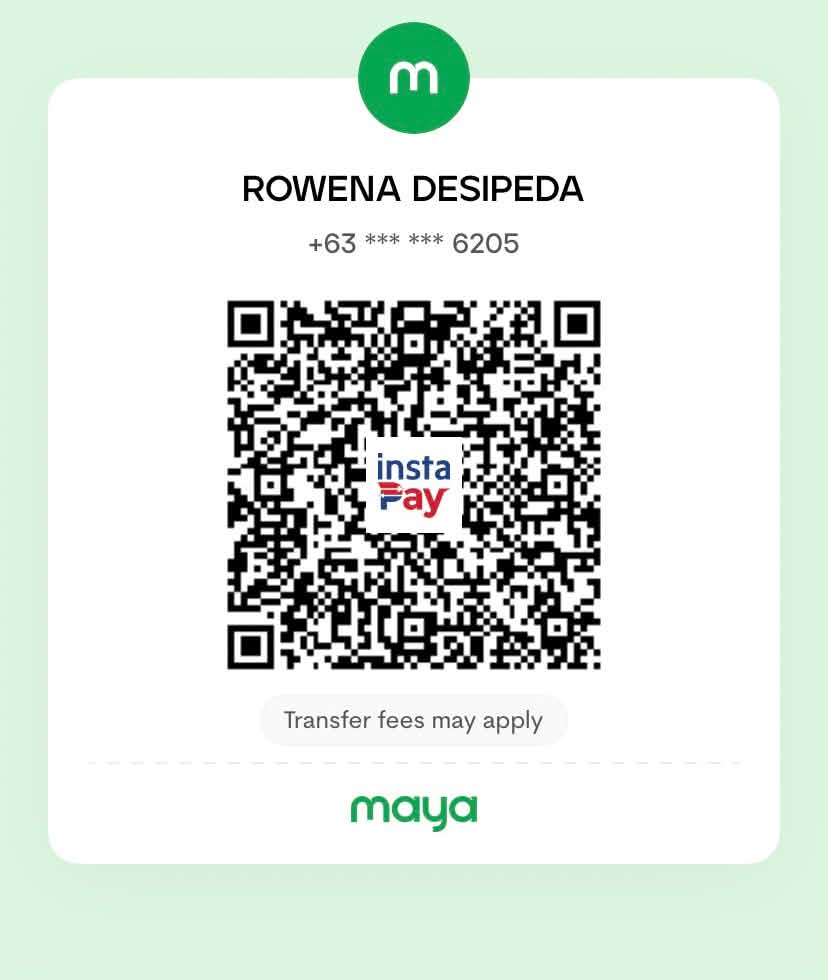 m
ROWENA DESIPEDA
+63 *** *** 6205
insta
Pay
Transfer fees may apply
maya